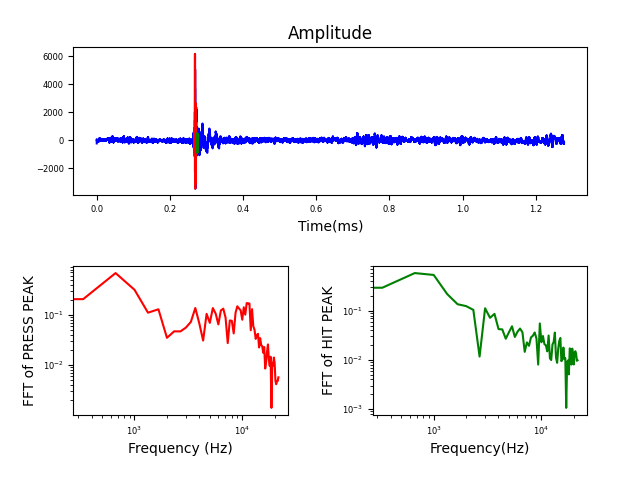 Amplitude
6000
4000
2000
0
−2000
0.0 0.2 0.4 0.6 0.8 1.0 1.2
Time(ms)
FFT of PRESS PEAK
10⁻¹
10⁻²
10³ 10⁴
Frequency (Hz)
FFT of HIT PEAK
10⁻¹
10⁻²
10⁻³
10³ 10⁴
Frequency(Hz)